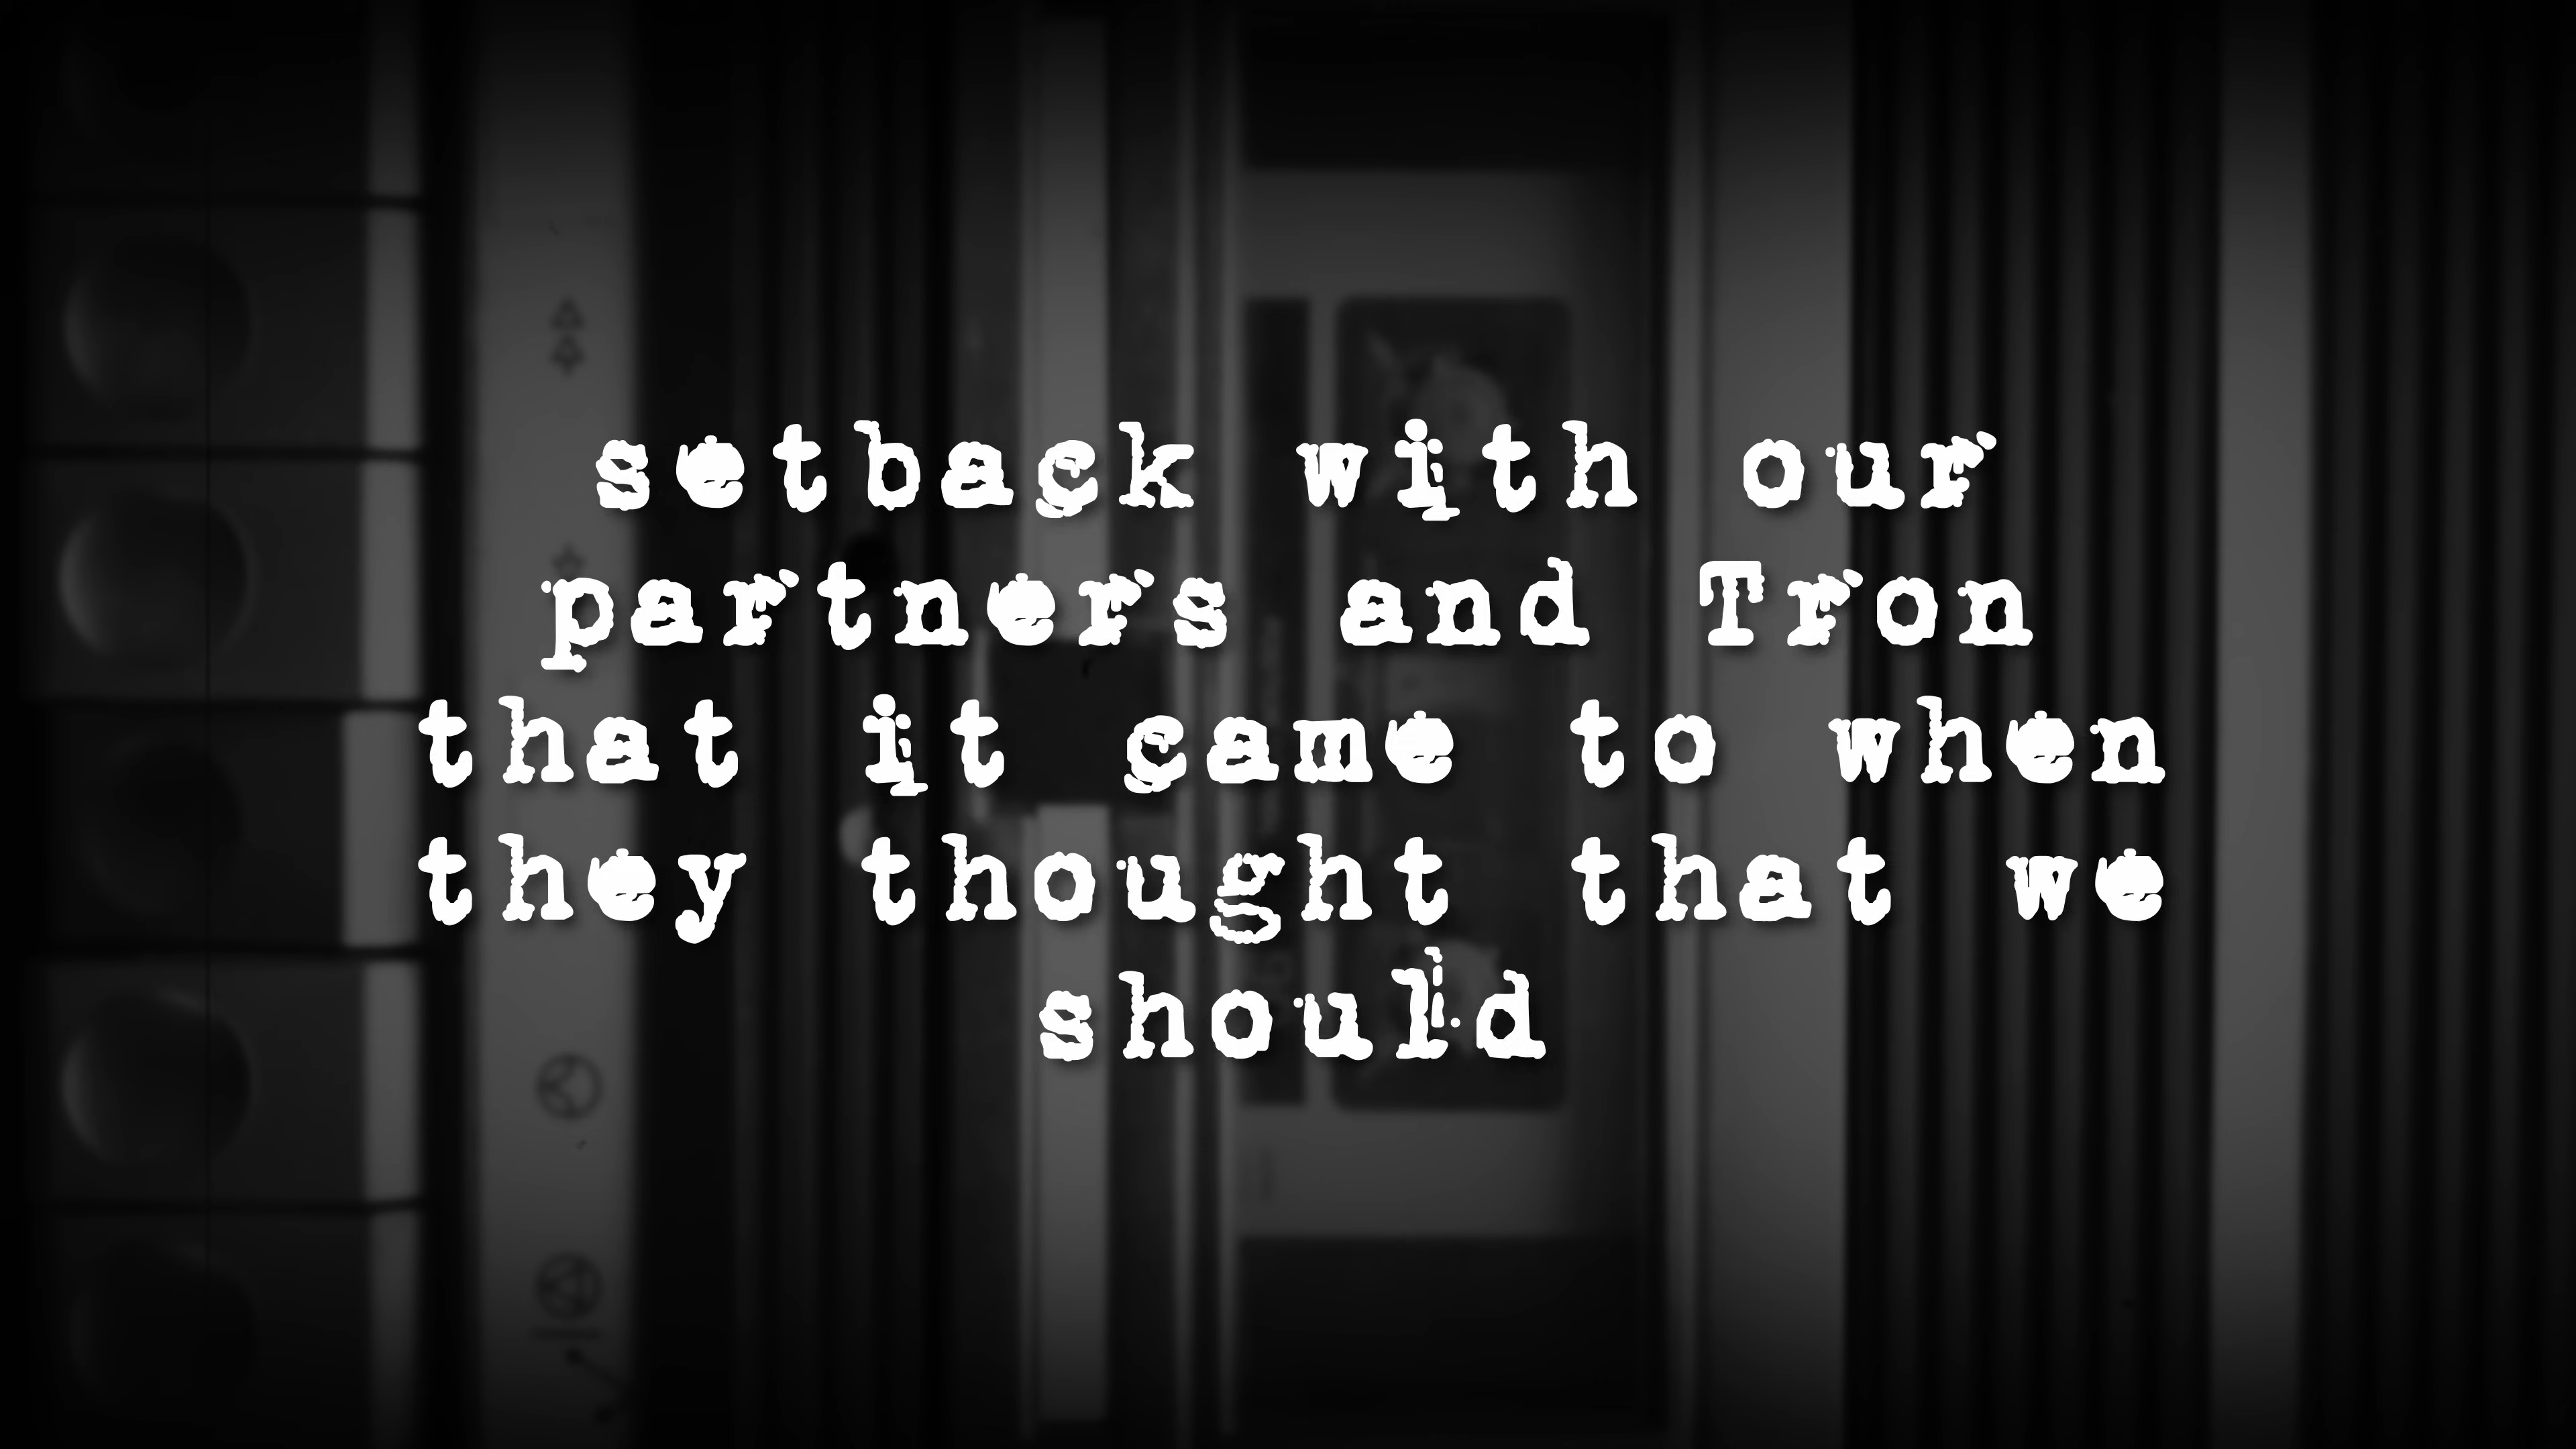 setback with our
partners and Tron
that it came to when
they thought that we
should